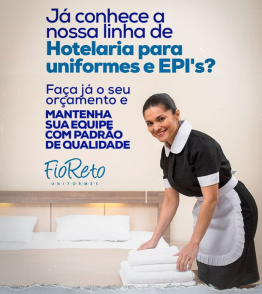 Já conhece a
nossa linha de
Hotelaria para
uniformes e EPI's?
Faça já o seu
orçamento e
MANTENHA
SUA EQUIPE
COM PADRÃO
DE QUALIDADE
FioReto
UNIFORMES